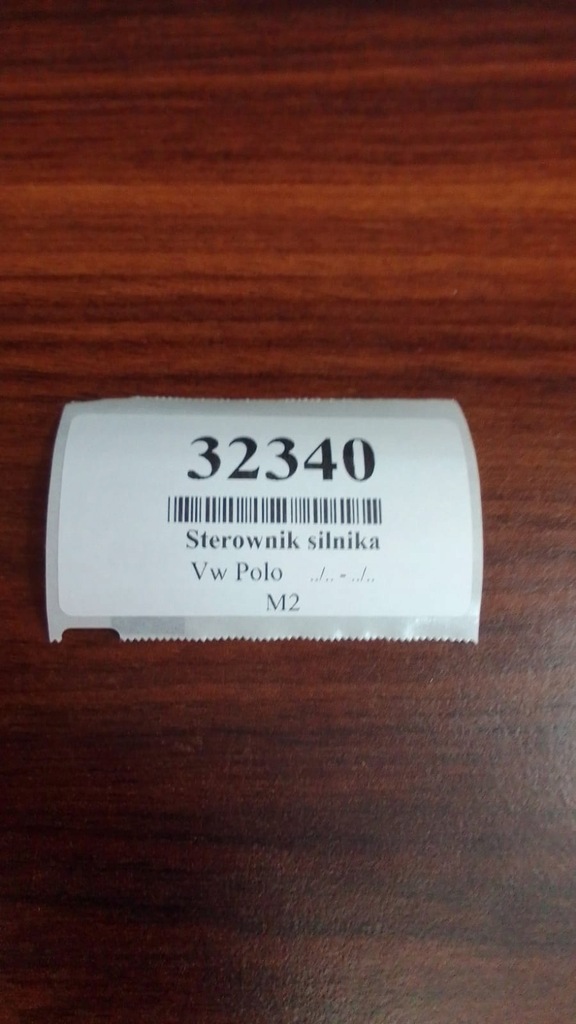 32340
Sterownik silnika
Vw Polo ../.. - ../..
M2